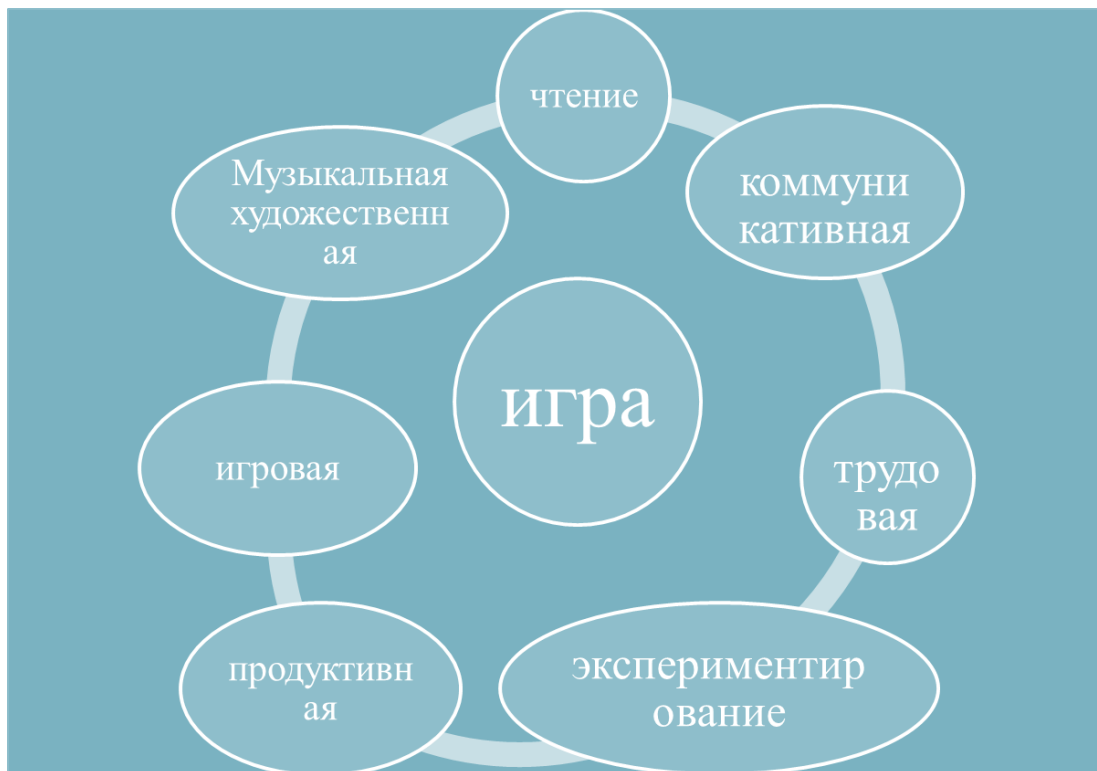 чтение
коммуни
кативная
трудо
вая
экспериментир
ование
продуктивн
ая
игровая
Музыкальная
художественн
ая
игра